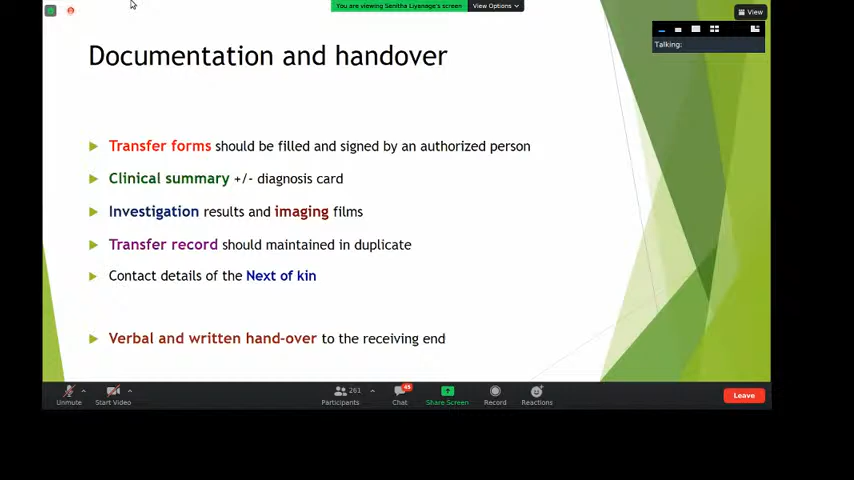 You are viewing Senitha Liyanage's screen
View Options
View
Talking:
Documentation and handover
Transfer forms should be filled and signed by an authorized person
Clinical summary +/- diagnosis card
Investigation results and imaging films
Transfer record should maintained in duplicate
Contact details of the Next of kin
Verbal and written hand-over to the receiving end
Unmute
Start Video
261
Participants
45
Chat
Share Screen
Record
Reactions
Leave